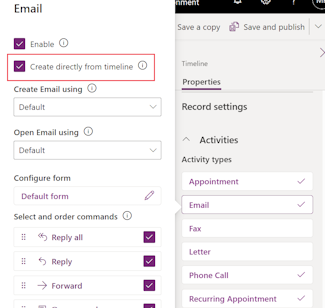 Email
Enable
Create directly from timeline
Create Email using
Default
Open Email using
Default
Configure form
Default form
Select and order commands
Reply all
Reply
Forward
Save a copy
Save and publish
Timeline
Properties
Record settings
Activities
Activity types
Appointment
Email
Fax
Letter
Phone Call
Recurring Appointment